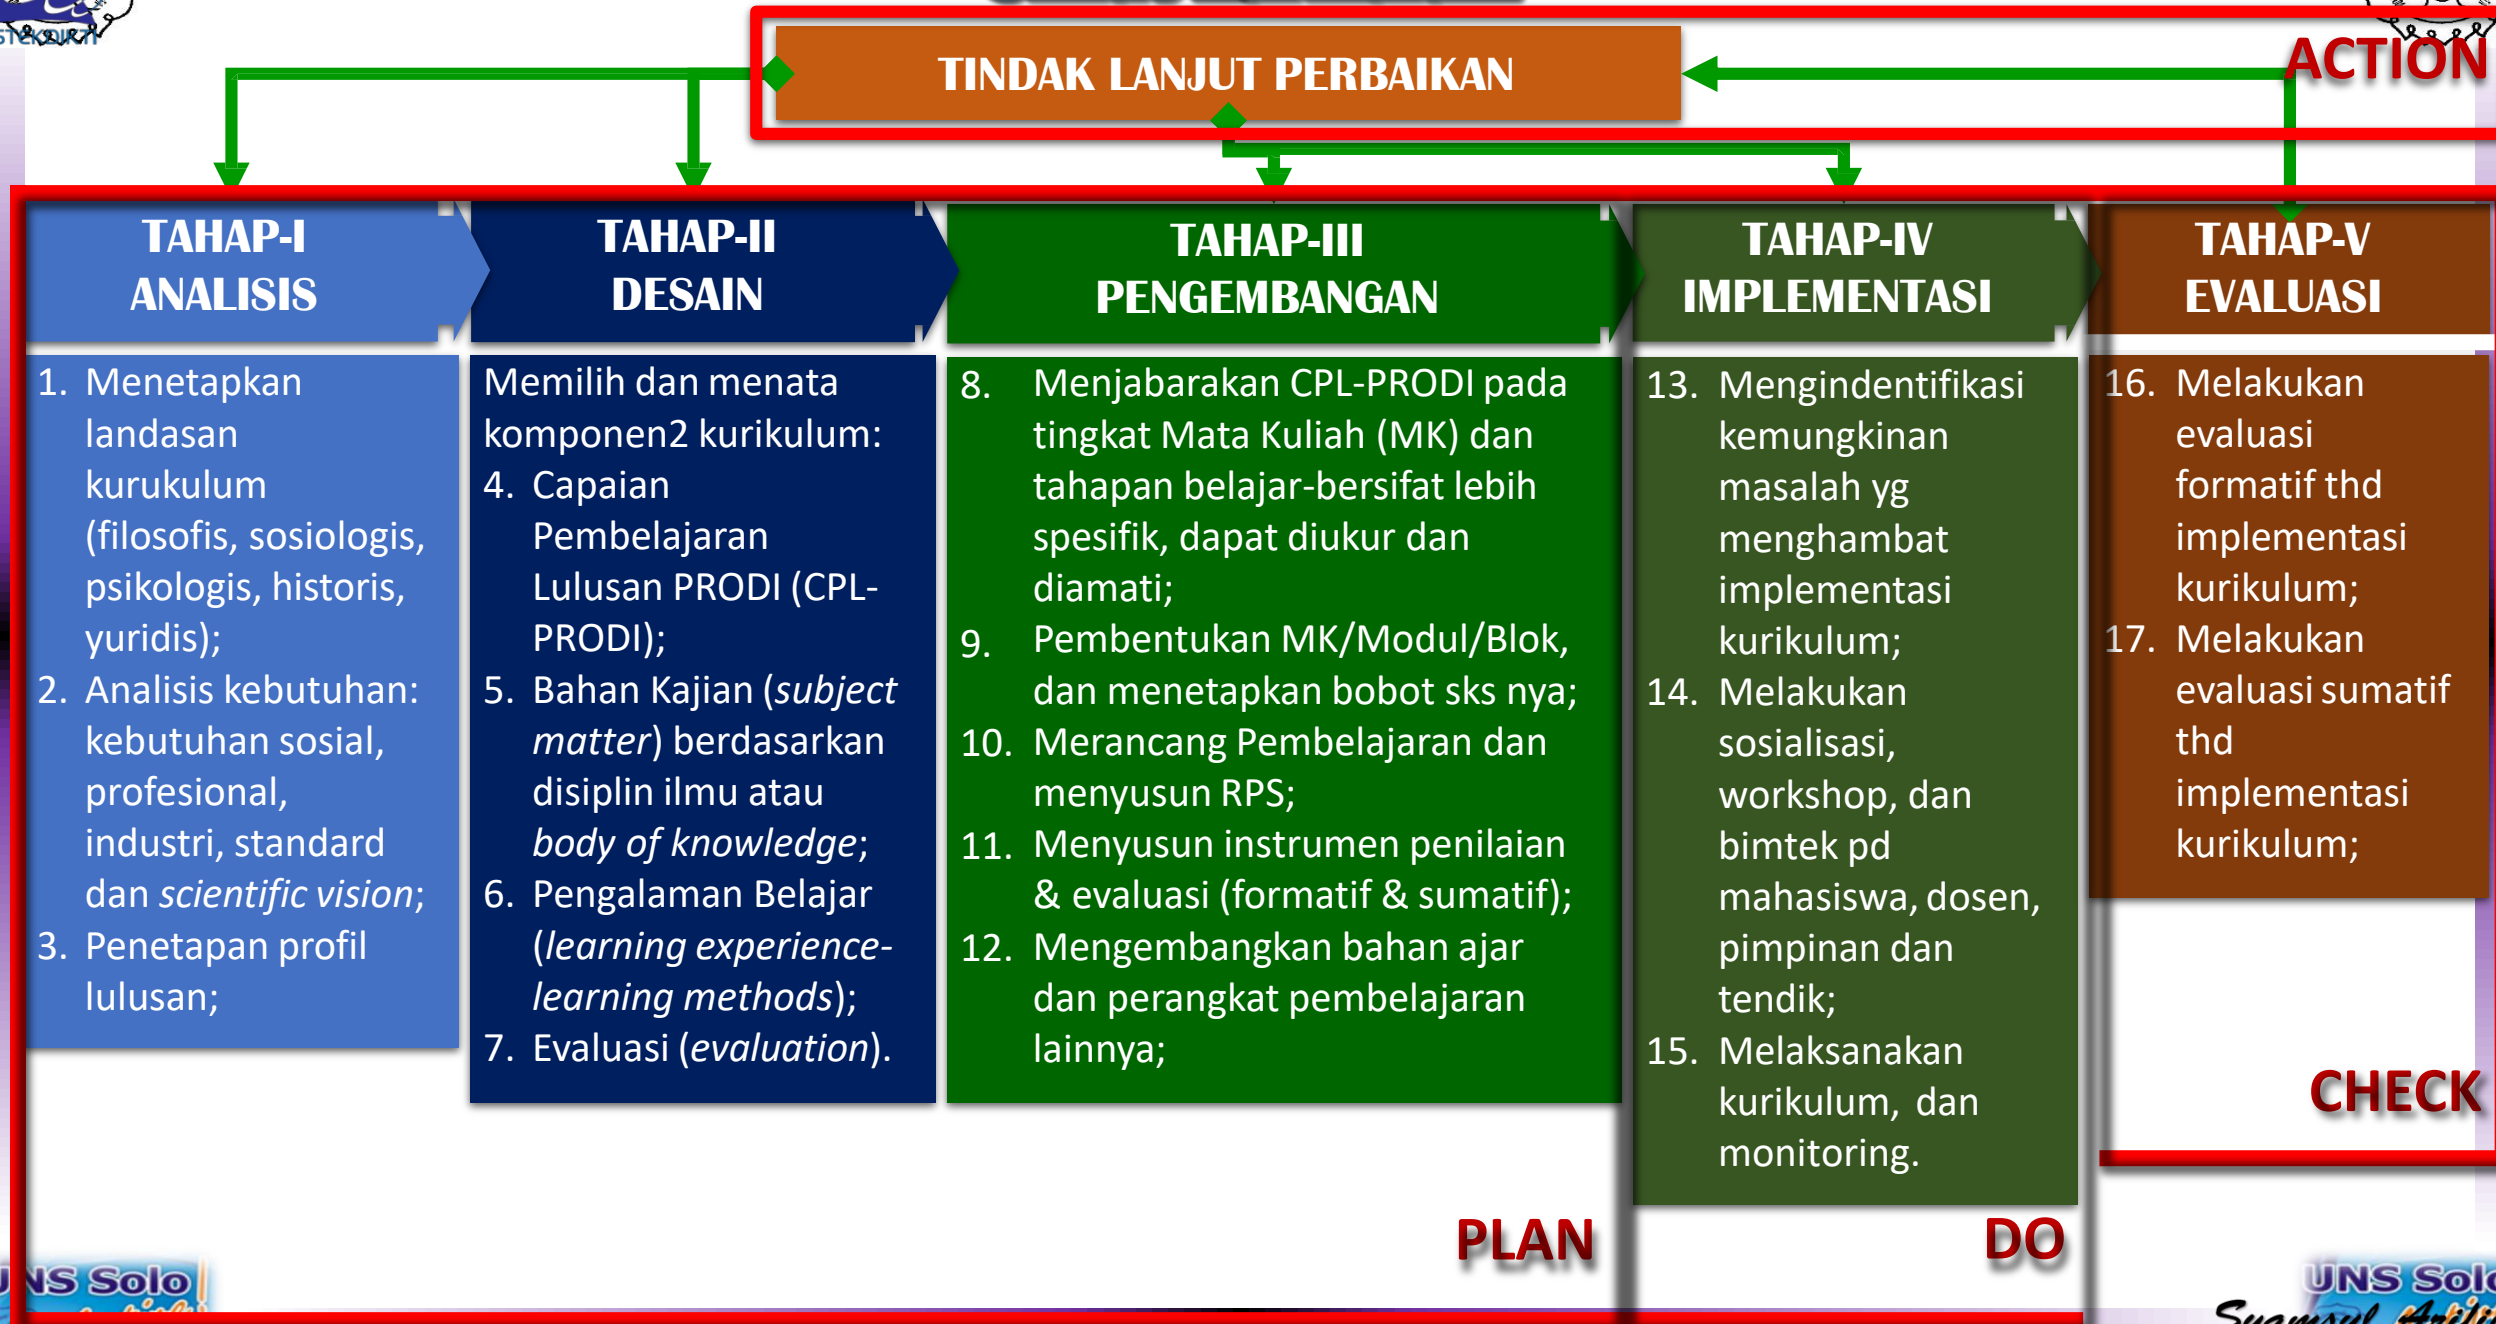 TINDAK LANJUT PERBAIKAN
ACTION
TAHAP-I
ANALISIS
1. Menetapkan
landasan
kurukulum
(filosofis, sosiologis,
psikologis, historis,
yuridis);
2. Analisis kebutuhan:
kebutuhan sosial,
profesional,
industri, standard
dan scientific vision;
3. Penetapan profil
lulusan;
TAHAP-II
DESAIN
Memilih dan menata
komponen2 kurikulum:
4. Capaian
Pembelajaran
Lulusan PRODI (CPL-
PRODI);
5. Bahan Kajian (subject
matter) berdasarkan
disiplin ilmu atau
body of knowledge;
6. Pengalaman Belajar
(learning experience-
learning methods);
7. Evaluasi (evaluation).
TAHAP-III
PENGEMBANGAN
8. Menjabarakan CPL-PRODI pada
tingkat Mata Kuliah (MK) dan
tahapan belajar-bersifat lebih
spesifik, dapat diukur dan
diamati;
9. Pembentukan MK/Modul/Blok,
dan menetapkan bobot sks nya;
10. Merancang Pembelajaran dan
menyusun RPS;
11. Menyusun instrumen penilaian
& evaluasi (formatif & sumatif);
12. Mengembangkan bahan ajar
dan perangkat pembelajaran
lainnya;
PLAN
TAHAP-IV
IMPLEMENTASI
13. Mengindentifikasi
kemungkinan
masalah yg
menghambat
implementasi
kurikulum;
14. Melakukan
sosialisasi,
workshop, dan
bimtek pd
mahasiswa, dosen,
pimpinan dan
tendik;
15. Melaksanakan
kurikulum, dan
monitoring.
DO
TAHAP-V
EVALUASI
16. Melakukan
evaluasi
formatif thd
implementasi
kurikulum;
17. Melakukan
evaluasi sumatif
thd
implementasi
kurikulum;
CHECK
UNS Solo
UNS Solo
Syamsul Arifin